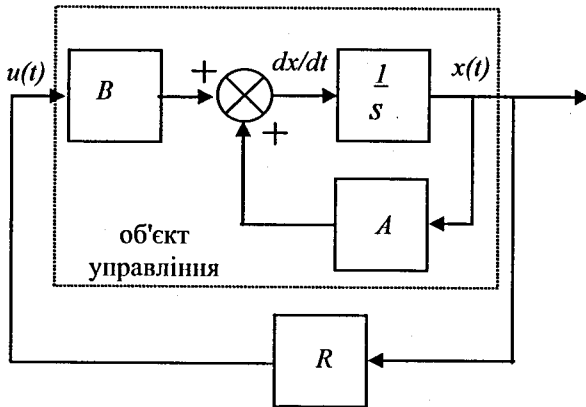 u(t)
B
+
dx/dt
1
s
x(t)
+
A
об'єкт
управління
R